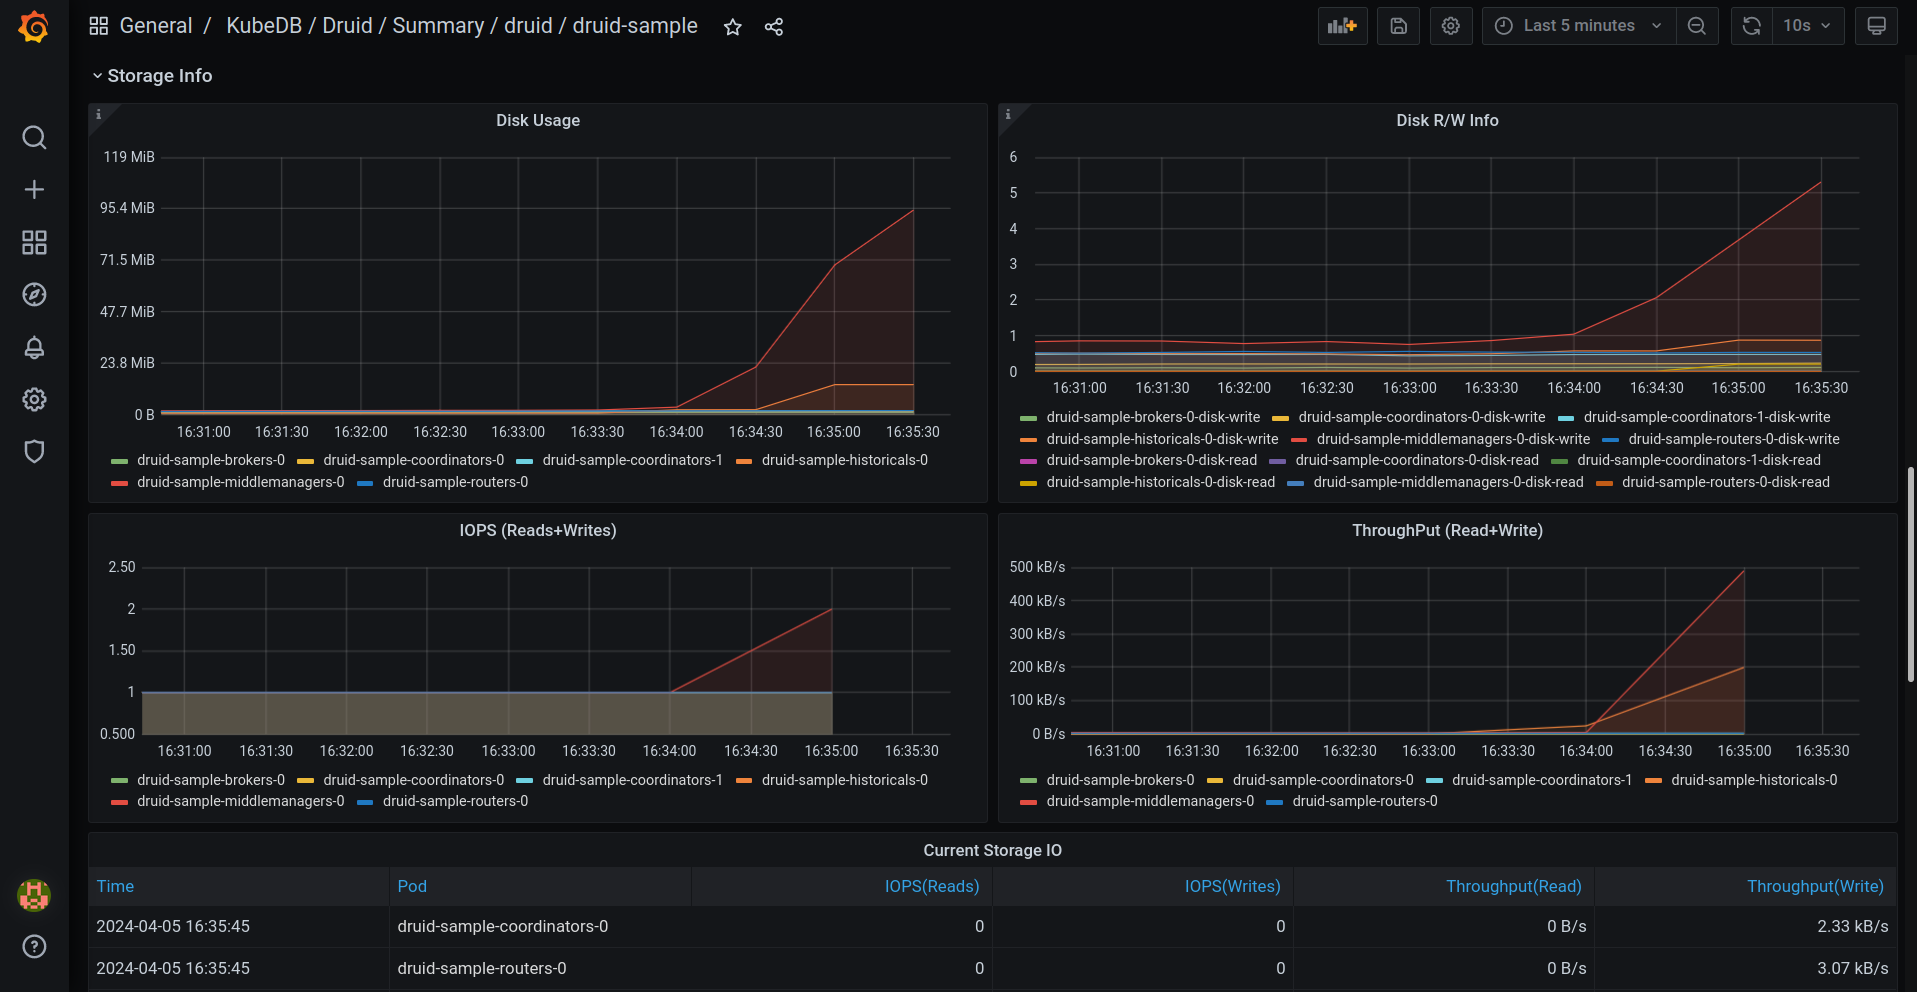 General / KubeDB / Druid / Summary / druid / druid-sample
Last 5 minutes
10s
Storage Info
Disk Usage
119 MiB
95.4 MiB
71.5 MiB
47.7 MiB
23.8 MiB
0 B
16:31:00 16:31:30 16:32:00 16:32:30 16:33:00 16:33:30 16:34:00 16:34:30 16:35:00 16:35:30
druid-sample-brokers-0 druid-sample-coordinators-0 druid-sample-coordinators-1 druid-sample-historicals-0
druid-sample-middlemanagers-0 druid-sample-routers-0
Disk R/W Info
6
5
4
3
2
1
0
16:31:00 16:31:30 16:32:00 16:32:30 16:33:00 16:33:30 16:34:00 16:34:30 16:35:00 16:35:30
druid-sample-brokers-0-disk-write druid-sample-coordinators-0-disk-write druid-sample-coordinators-1-disk-write
druid-sample-historicals-0-disk-write druid-sample-middlemanagers-0-disk-write druid-sample-routers-0-disk-write
druid-sample-brokers-0-disk-read druid-sample-coordinators-0-disk-read druid-sample-coordinators-1-disk-read
druid-sample-historicals-0-disk-read druid-sample-middlemanagers-0-disk-read druid-sample-routers-0-disk-read
IOPS (Reads+Writes)
2.50
2
1.50
1
0.500
16:31:00 16:31:30 16:32:00 16:32:30 16:33:00 16:33:30 16:34:00 16:34:30 16:35:00 16:35:30
druid-sample-brokers-0 druid-sample-coordinators-0 druid-sample-coordinators-1 druid-sample-historicals-0
druid-sample-middlemanagers-0 druid-sample-routers-0
ThroughPut (Read+Write)
500 kB/s
400 kB/s
300 kB/s
200 kB/s
100 kB/s
0 B/s
16:31:00 16:31:30 16:32:00 16:32:30 16:33:00 16:33:30 16:34:00 16:34:30 16:35:00 16:35:30
druid-sample-brokers-0 druid-sample-coordinators-0 druid-sample-coordinators-1 druid-sample-historicals-0
druid-sample-middlemanagers-0 druid-sample-routers-0
Current Storage IO
Time Pod IOPS(Reads) IOPS(Writes) Throughput(Read) Throughput(Write)
2024-04-05 16:35:45 druid-sample-coordinators-0 0 0 0 B/s 2.33 kB/s
2024-04-05 16:35:45 druid-sample-routers-0 0 0 0 B/s 3.07 kB/s